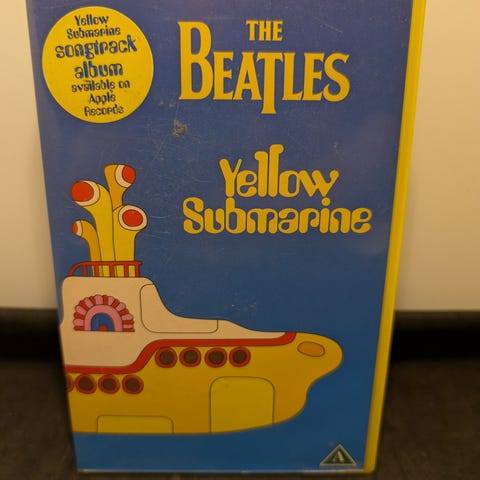 Yellow
Submarine
songtrack
album
available on
Apple
Records
THE
BEATLES
Yellow
Submarine
A